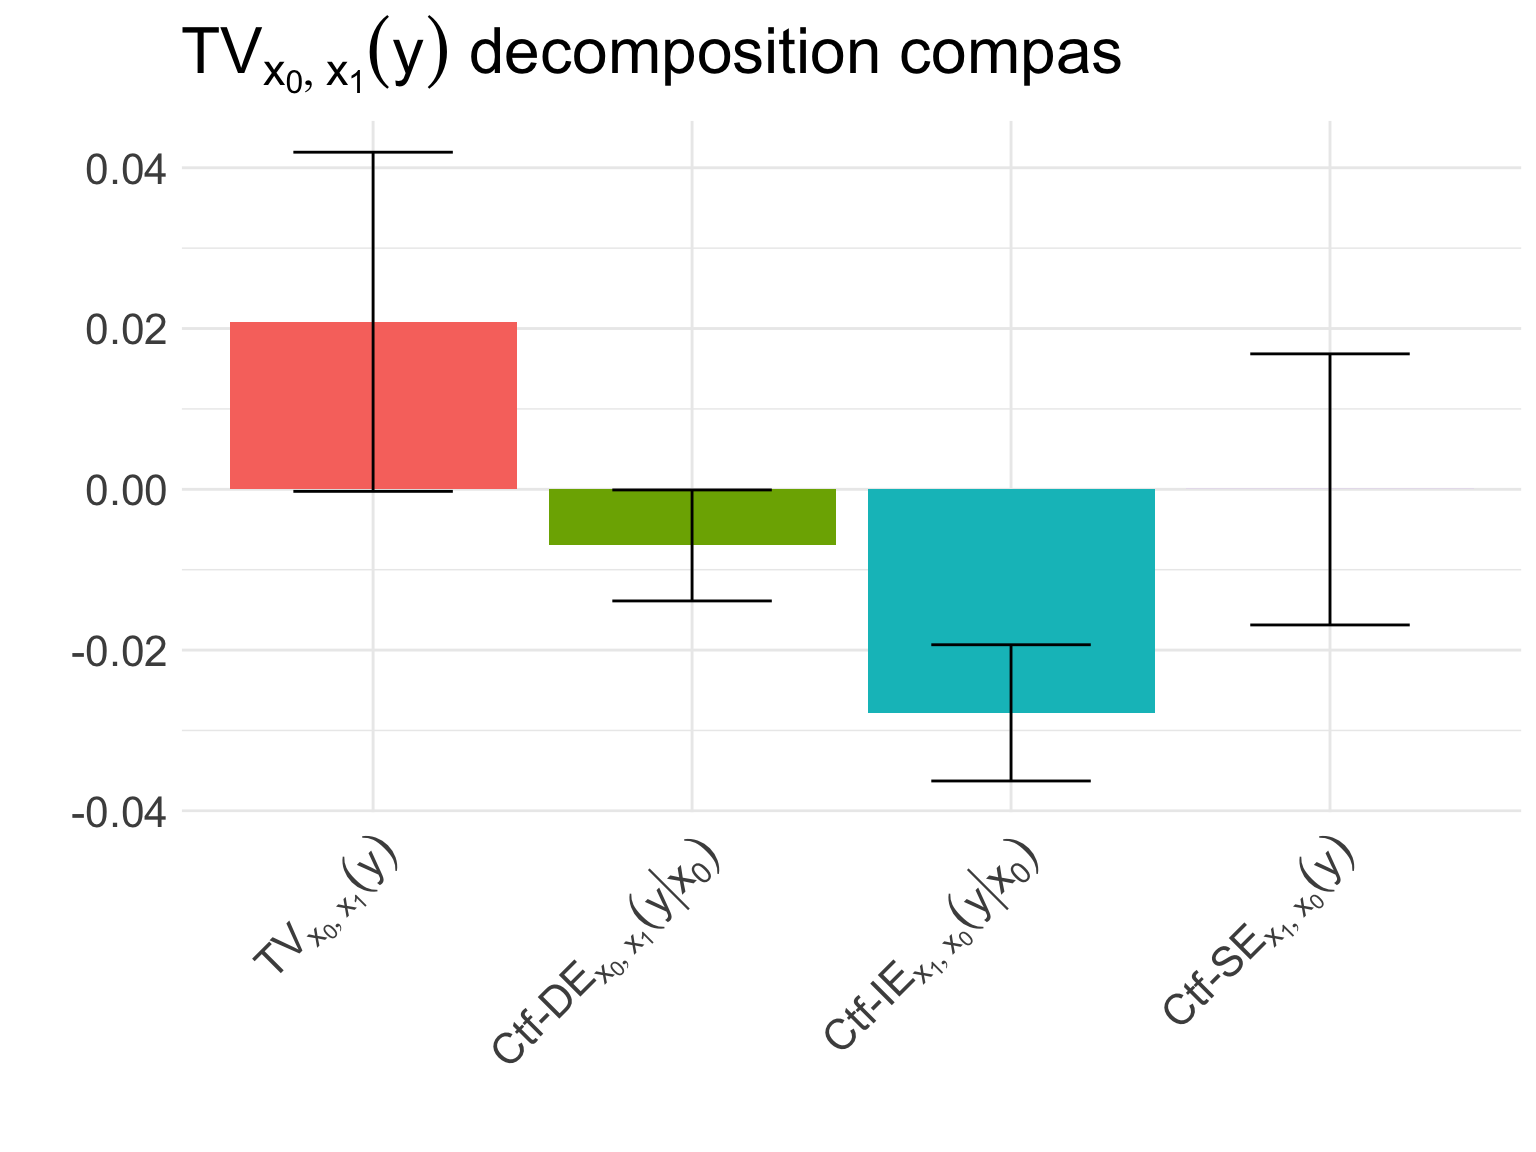 TVx₀, x₁(y) decomposition compas
0.04
0.02
0.00
-0.02
-0.04
TVx₀, x₁(y)
Ctf-DEx₀, x₁(y|x₀)
Ctf-IEx₁, x₀(y|x₀)
Ctf-SEx₁, x₀(y)